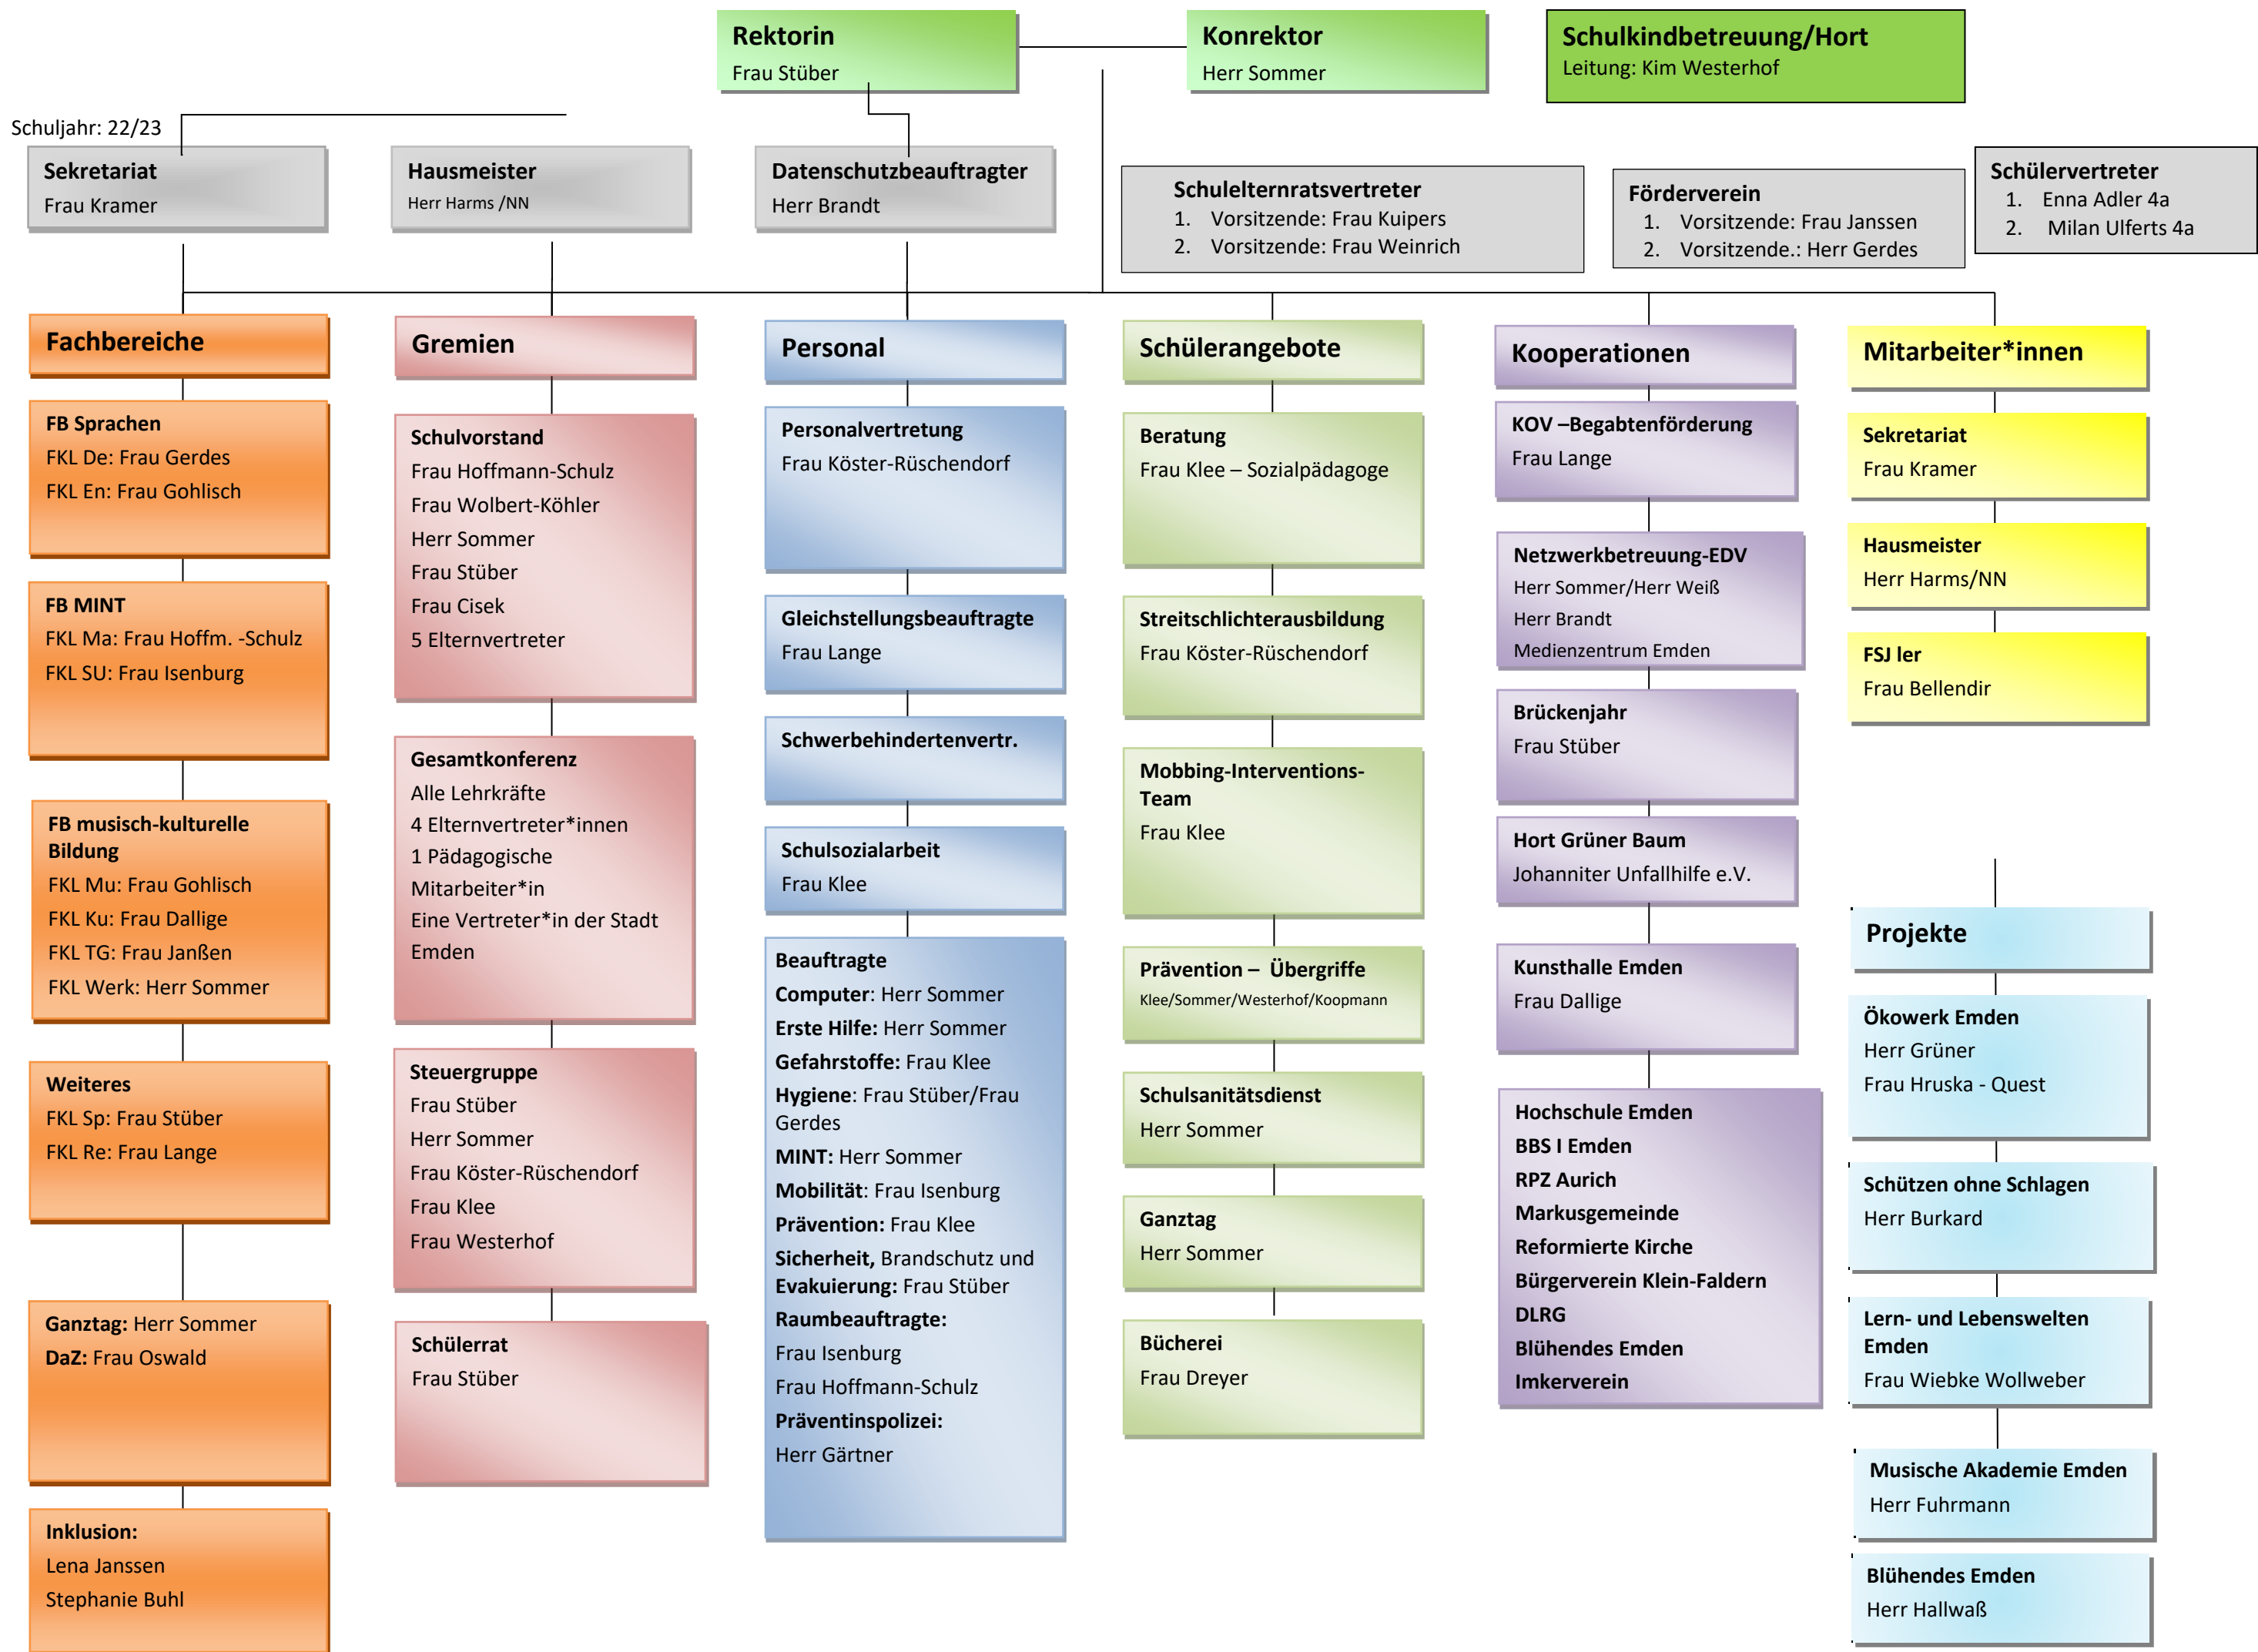 Rektorin
Frau Stüber
Konrektor
Herr Sommer
Schulkindbetreuung/Hort
Leitung: Kim Westerhof
Schuljahr: 22/23
Sekretariat
Frau Kramer
Hausmeister
Herr Harms /NN
Datenschutzbeauftragter
Herr Brandt
Schulelternratsvertreter
1. Vorsitzende: Frau Kuipers
2. Vorsitzende: Frau Weinrich
Förderverein
1. Vorsitzende: Frau Janssen
2. Vorsitzende.: Herr Gerdes
Schülervertreter
1. Enna Adler 4a
2. Milan Ulferts 4a
Fachbereiche
FB Sprachen
FKL De: Frau Gerdes
FKL En: Frau Gohlisch
FB MINT
FKL Ma: Frau Hoffm. -Schulz
FKL SU: Frau Isenburg
FB musisch-kulturelle
Bildung
FKL Mu: Frau Gohlisch
FKL Ku: Frau Dallige
FKL TG: Frau Janßen
FKL Werk: Herr Sommer
Weiteres
FKL Sp: Frau Stüber
FKL Re: Frau Lange
Ganztag: Herr Sommer
DaZ: Frau Oswald
Inklusion:
Lena Janssen
Stephanie Buhl
Gremien
Schulvorstand
Frau Hoffmann-Schulz
Frau Wolbert-Köhler
Herr Sommer
Frau Stüber
Frau Cisek
5 Elternvertreter
Gesamtkonferenz
Alle Lehrkräfte
4 Elternvertreter*innen
1 Pädagogische
Mitarbeiter*in
Eine Vertreter*in der Stadt
Emden
Steuergruppe
Frau Stüber
Herr Sommer
Frau Köster-Rüschendorf
Frau Klee
Frau Westerhof
Schülerrat
Frau Stüber
Personal
Personalvertretung
Frau Köster-Rüschendorf
Gleichstellungsbeauftragte
Frau Lange
Schwerbehindertenvertr.
Schulsozialarbeit
Frau Klee
Beauftragte
Computer: Herr Sommer
Erste Hilfe: Herr Sommer
Gefahrstoffe: Frau Klee
Hygiene: Frau Stüber/Frau
Gerdes
MINT: Herr Sommer
Mobilität: Frau Isenburg
Prävention: Frau Klee
Sicherheit, Brandschutz und
Evakuierung: Frau Stüber
Raumbeauftragte:
Frau Isenburg
Frau Hoffmann-Schulz
Präventinspolizei:
Herr Gärtner
Schülerangebote
Beratung
Frau Klee – Sozialpädagoge
Streitschlichterausbildung
Frau Köster-Rüschendorf
Mobbing-Interventions-
Team
Frau Klee
Prävention – Übergriffe
Klee/Sommer/Westerhof/Koopmann
Schulsanitätsdienst
Herr Sommer
Ganztag
Herr Sommer
Bücherei
Frau Dreyer
Kooperationen
KOV –Begabtenförderung
Frau Lange
Netzwerkbetreuung-EDV
Herr Sommer/Herr Weiß
Herr Brandt
Medienzentrum Emden
Brückenjahr
Frau Stüber
Hort Grüner Baum
Johanniter Unfallhilfe e.V.
Kunsthalle Emden
Frau Dallige
Hochschule Emden
BBS I Emden
RPZ Aurich
Markusgemeinde
Reformierte Kirche
Bürgerverein Klein-Faldern
DLRG
Blühendes Emden
Imkerverein
Mitarbeiter*innen
Sekretariat
Frau Kramer
Hausmeister
Herr Harms/NN
FSJ ler
Frau Bellendir
Projekte
Ökowerk Emden
Herr Grüner
Frau Hruska - Quest
Schützen ohne Schlagen
Herr Burkard
Lern- und Lebenswelten
Emden
Frau Wiebke Wollweber
Musische Akademie Emden
Herr Fuhrmann
Blühendes Emden
Herr Hallwaß